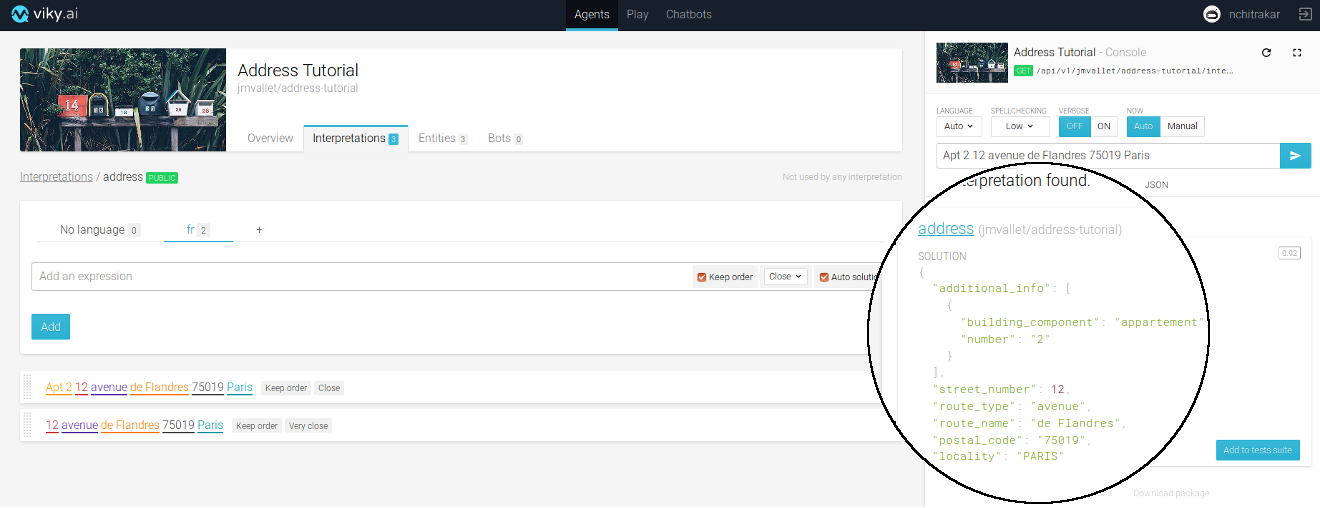 viky.ai
Agents Play Chatbots
nchitrakar
Address Tutorial
jmvallet/address-tutorial
Overview Interpretations 3 Entities 3 Bots 0
Interpretations / address PUBLIC
Not used by any interpretation
No language 0 fr 2 +
Add an expression
Keep order Close Auto solutio
Add
Apt 2 12 avenue de Flandres 75019 Paris Keep order Close
12 avenue de Flandres 75019 Paris Keep order Very close
Address Tutorial - Console
GET /api/v1/jmvallet/address-tutorial/inte...
LANGUAGE SPELLCHECKING VERBOSE NOW
Auto Low OFF ON Auto Manual
Apt 2 12 avenue de Flandres 75019 Paris
terpretation found.
JSON
address (jmvallet/address-tutorial)
0.92
SOLUTION
{
"additional_info": [
{
"building_component": "appartement"
"number": "2"
}
],
"street_number": 12,
"route_type": "avenue",
"route_name": "de Flandres",
"postal_code": "75019",
"locality": "PARIS"
Add to tests suite
Download package